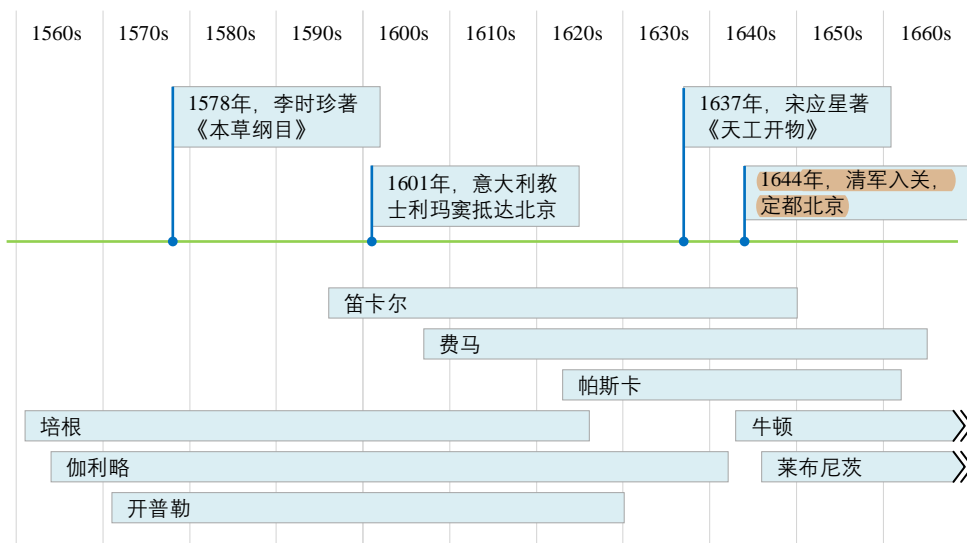 1560s 1570s 1580s 1590s 1600s 1610s 1620s 1630s 1640s 1650s 1660s
1578年，李时珍著
《本草纲目》
1637年，宋应星著
《天工开物》
1601年，意大利教
士利玛窦抵达北京
1644年，清军入关，
定都北京
笛卡尔
费马
帕斯卡
培根
牛顿
伽利略
莱布尼茨
开普勒